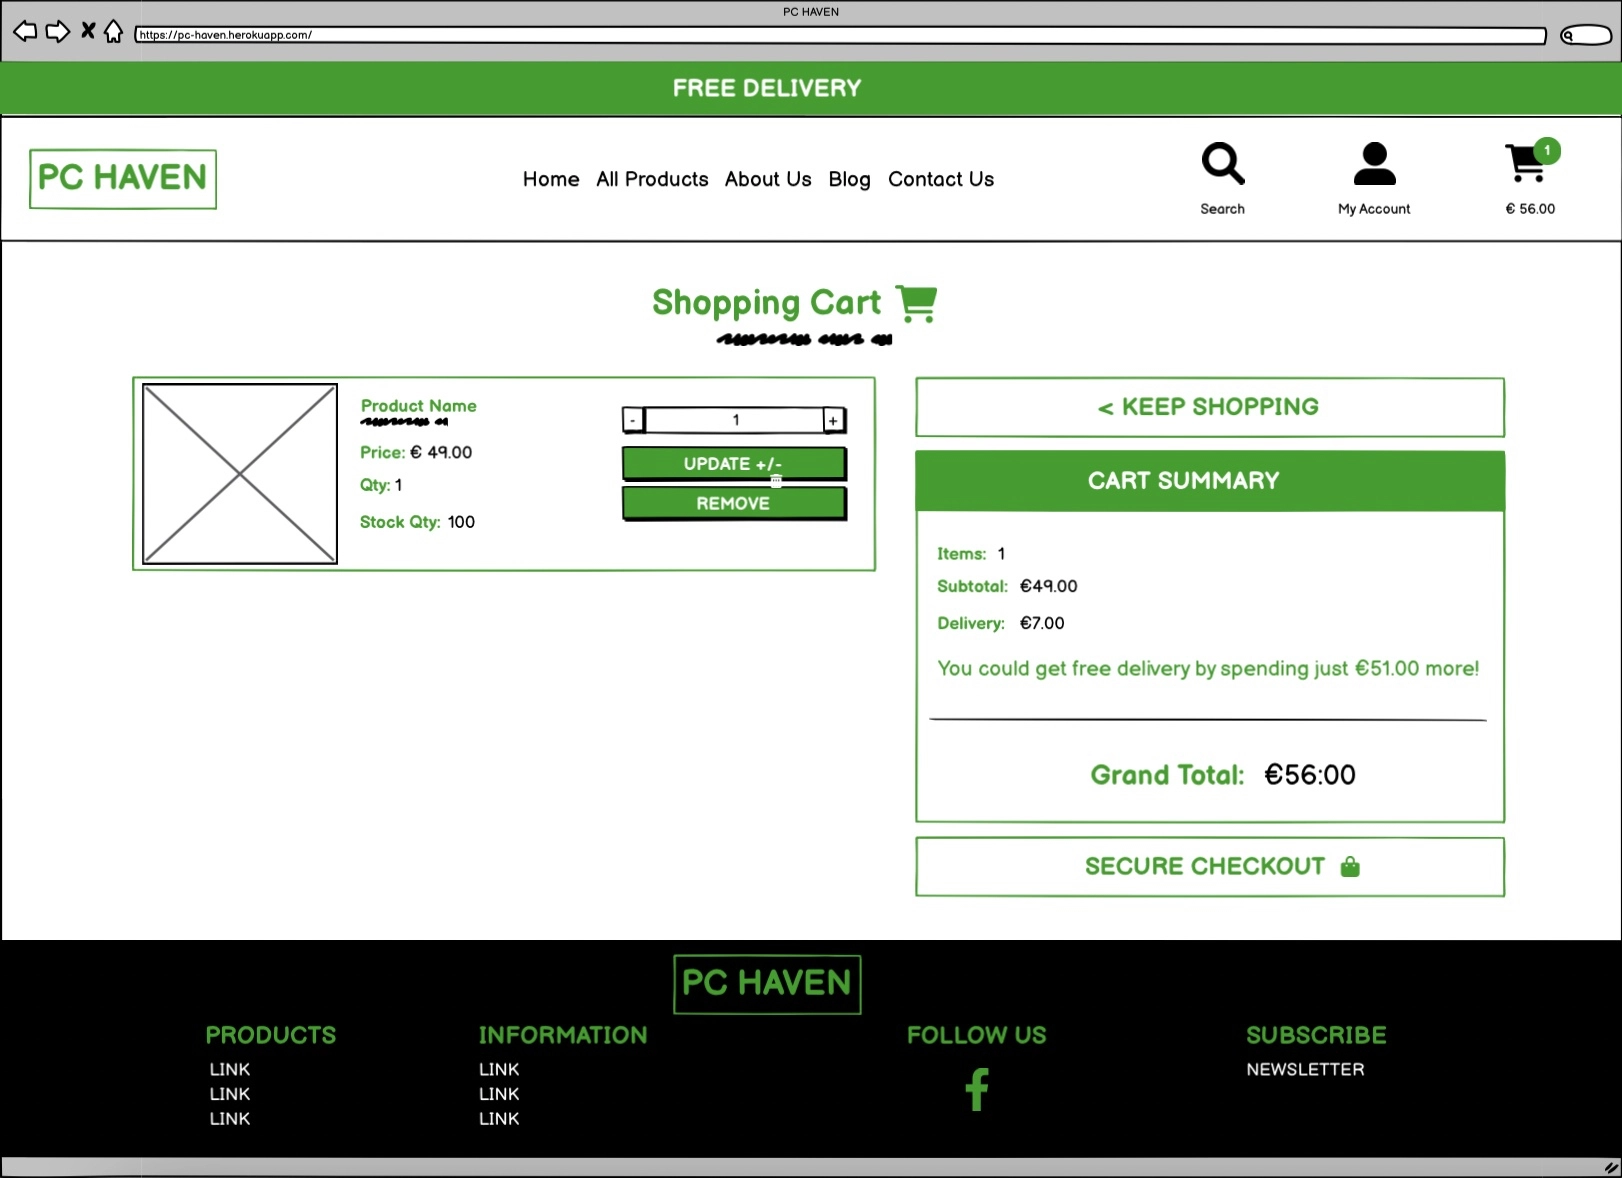 PC HAVEN
https://pc-haven.herokuapp.com/
FREE DELIVERY
PC HAVEN
Home All Products About Us Blog Contact Us
1
Search
My Account
€ 56.00
Shopping Cart
Product Name
Price: € 49.00
Qty: 1
Stock Qty: 100
- 1 +
UPDATE +/-
REMOVE
< KEEP SHOPPING
CART SUMMARY
Items: 1
Subtotal: €49.00
Delivery: €7.00
You could get free delivery by spending just €51.00 more!
Grand Total: €56:00
SECURE CHECKOUT
PC HAVEN
PRODUCTS
LINK
LINK
LINK
INFORMATION
LINK
LINK
LINK
FOLLOW US
SUBSCRIBE
NEWSLETTER